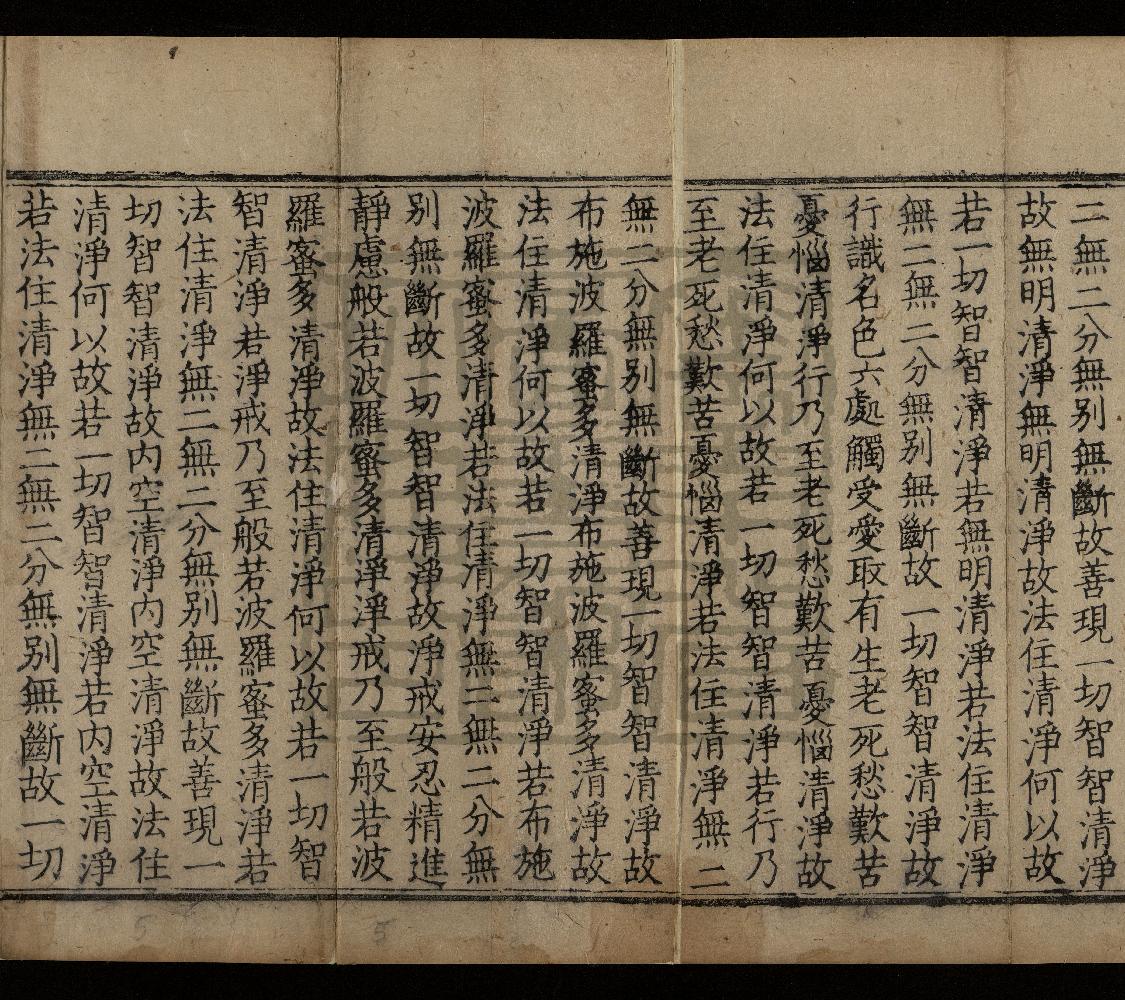 二無二分無別無斷故善現一切智智清淨
故無明清淨無明清淨故法住清淨何以故
若一切智智清淨若無明清淨若法住清淨
無二無二分無別無斷故一切智智清淨故
行識名色六處觸受愛取有生老死愁歎苦
憂惱清淨行乃至老死愁歎苦憂惱清淨故
法住清淨何以故若一切智智清淨若行乃
至老死愁歎苦憂惱清淨若法住清淨無二
無二分無別無斷故善現一切智智清淨故
布施波羅蜜多清淨布施波羅蜜多清淨故
法住清淨何以故若一切智智清淨若布施
波羅蜜多清淨若法住清淨無二無二分無
別無斷故一切智智清淨故淨戒安忍精進
靜慮般若波羅蜜多清淨淨戒乃至般若波
羅蜜多清淨故法住清淨何以故若一切智
智清淨若淨戒乃至般若波羅蜜多清淨若
法住清淨無二無二分無別無斷故善現一
切智智清淨故內空清淨內空清淨故法住
清淨何以故若一切智智清淨若內空清淨
若法住清淨無二無二分無別無斷故一切